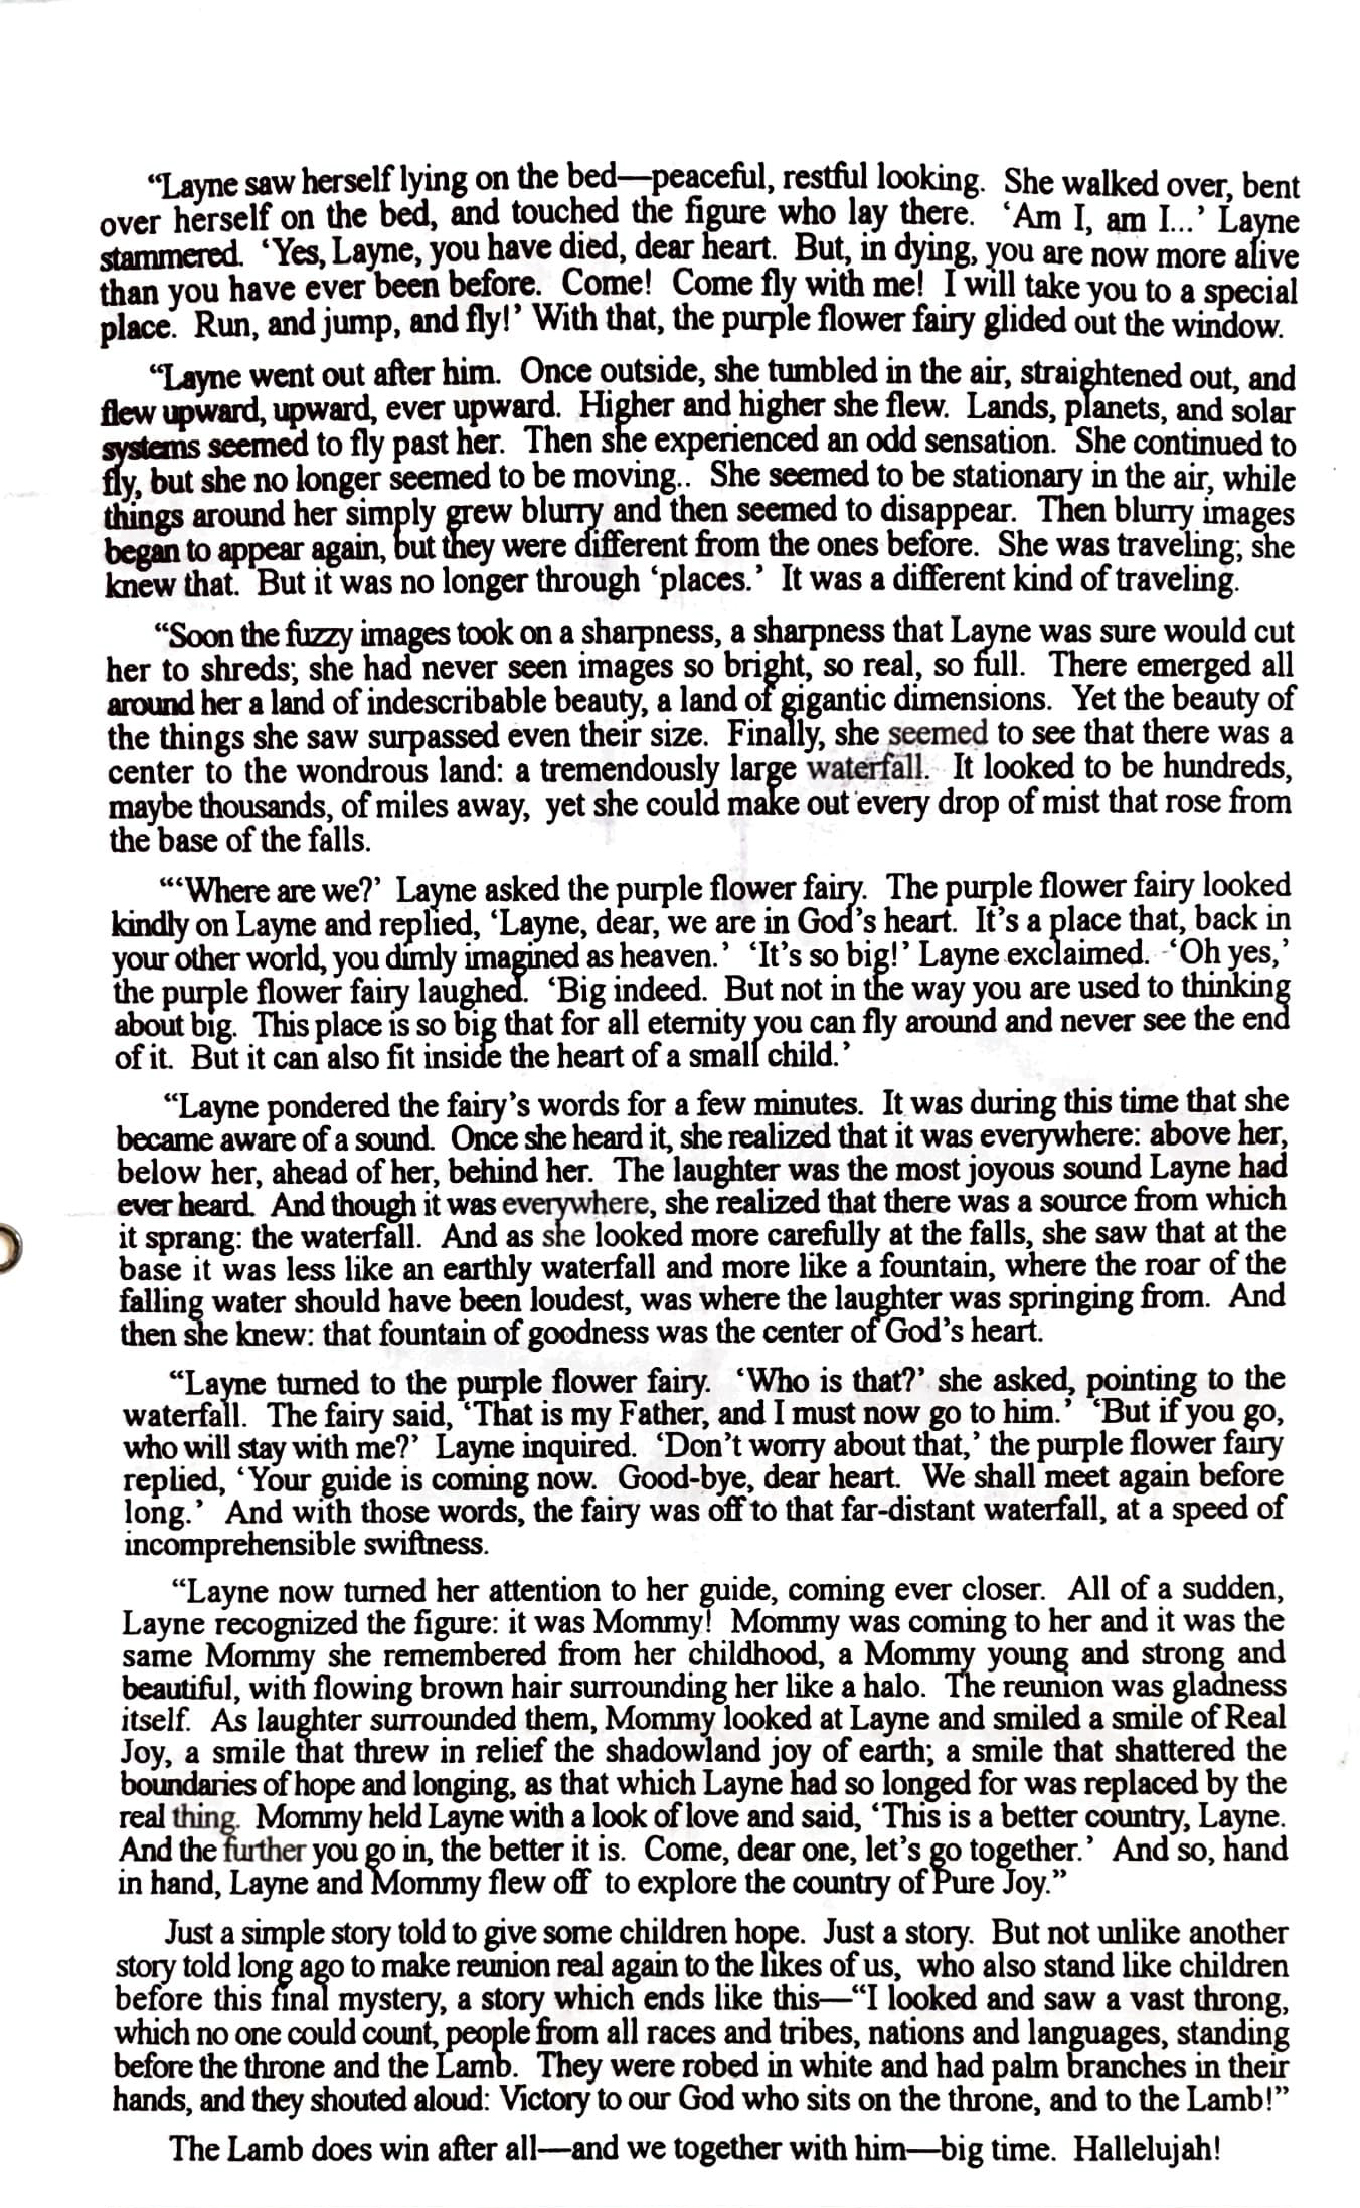 “Layne saw herself lying on the bed—peaceful, restful looking. She walked over, bent
over herself on the bed, and touched the figure who lay there. ‘Am I, am I...’ Layne
stammered. ‘Yes, Layne, you have died, dear heart. But, in dying, you are now more alive
than you have ever been before. Come! Come fly with me! I will take you to a special
place. Run, and jump, and fly!’ With that, the purple flower fairy glided out the window.
“Layne went out after him. Once outside, she tumbled in the air, straightened out, and
flew upward, upward, ever upward. Higher and higher she flew. Lands, planets, and solar
systems seemed to fly past her. Then she experienced an odd sensation. She continued to
fly, but she no longer seemed to be moving.. She seemed to be stationary in the air, while
things around her simply grew blurry and then seemed to disappear. Then blurry images
began to appear again, but they were different from the ones before. She was traveling; she
knew that. But it was no longer through ‘places.’ It was a different kind of traveling.
“Soon the fuzzy images took on a sharpness, a sharpness that Layne was sure would cut
her to shreds; she had never seen images so bright, so real, so full. There emerged all
around her a land of indescribable beauty, a land of gigantic dimensions. Yet the beauty of
the things she saw surpassed even their size. Finally, she seemed to see that there was a
center to the wondrous land: a tremendously large waterfall. It looked to be hundreds,
maybe thousands, of miles away, yet she could make out every drop of mist that rose from
the base of the falls.
“‘Where are we?’ Layne asked the purple flower fairy. The purple flower fairy looked
kindly on Layne and replied, ‘Layne, dear, we are in God’s heart. It’s a place that, back in
your other world, you dimly imagined as heaven.’ ‘It’s so big!’ Layne exclaimed. ‘Oh yes,’
the purple flower fairy laughed. ‘Big indeed. But not in the way you are used to thinking
about big. This place is so big that for all eternity you can fly around and never see the end
of it. But it can also fit inside the heart of a small child.’
“Layne pondered the fairy’s words for a few minutes. It was during this time that she
became aware of a sound. Once she heard it, she realized that it was everywhere: above her,
below her, ahead of her, behind her. The laughter was the most joyous sound Layne had
ever heard. And though it was everywhere, she realized that there was a source from which
it sprang: the waterfall. And as she looked more carefully at the falls, she saw that at the
base it was less like an earthly waterfall and more like a fountain, where the roar of the
falling water should have been loudest, was where the laughter was springing from. And
then she knew: that fountain of goodness was the center of God’s heart.
“Layne turned to the purple flower fairy. ‘Who is that?’ she asked, pointing to the
waterfall. The fairy said, ‘That is my Father, and I must now go to him.’ ‘But if you go,
who will stay with me?’ Layne inquired. ‘Don’t worry about that,’ the purple flower fairy
replied, ‘Your guide is coming now. Good-bye, dear heart. We shall meet again before
long.’ And with those words, the fairy was off to that far-distant waterfall, at a speed of
incomprehensible swiftness.
“Layne now turned her attention to her guide, coming ever closer. All of a sudden,
Layne recognized the figure: it was Mommy! Mommy was coming to her and it was the
same Mommy she remembered from her childhood, a Mommy young and strong and
beautiful, with flowing brown hair surrounding her like a halo. The reunion was gladness
itself. As laughter surrounded them, Mommy looked at Layne and smiled a smile of Real
Joy, a smile that threw in relief the shadowland joy of earth; a smile that shattered the
boundaries of hope and longing, as that which Layne had so longed for was replaced by the
real thing. Mommy held Layne with a look of love and said, ‘This is a better country, Layne.
And the further you go in, the better it is. Come, dear one, let’s go together.’ And so, hand
in hand, Layne and Mommy flew off to explore the country of Pure Joy.”
Just a simple story told to give some children hope. Just a story. But not unlike another
story told long ago to make reunion real again to the likes of us, who also stand like children
before this final mystery, a story which ends like this—“I looked and saw a vast throng,
which no one could count, people from all races and tribes, nations and languages, standing
before the throne and the Lamb. They were robed in white and had palm branches in their
hands, and they shouted aloud: Victory to our God who sits on the throne, and to the Lamb!”
The Lamb does win after all—and we together with him—big time. Hallelujah!